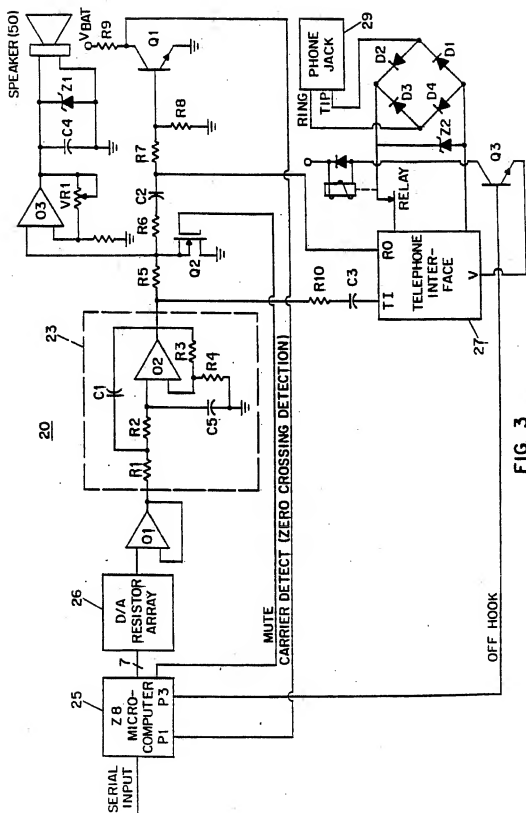 SPEAKER (50)
VBAT
R9
Q1
Z1
C4
R8
29
PHONE
JACK
D2
D1
D3
D4
RING
TIP
Z2
O3
VR1
R7
C2
R6
Q2
RELAY
Q3
R5
R10
C3
TI
RO
TELEPHONE
INTER-
FACE
V
27
23
20
C1
O2
R3
R4
R2
R1
C5
O1
26
D/A
RESISTOR
ARRAY
7
MUTE
CARRIER DETECT (ZERO CROSSING DETECTION)
OFF HOOK
25
Z8
MICRO-
COMPUTER
P1
P3
SERIAL
INPUT
FIG. 3